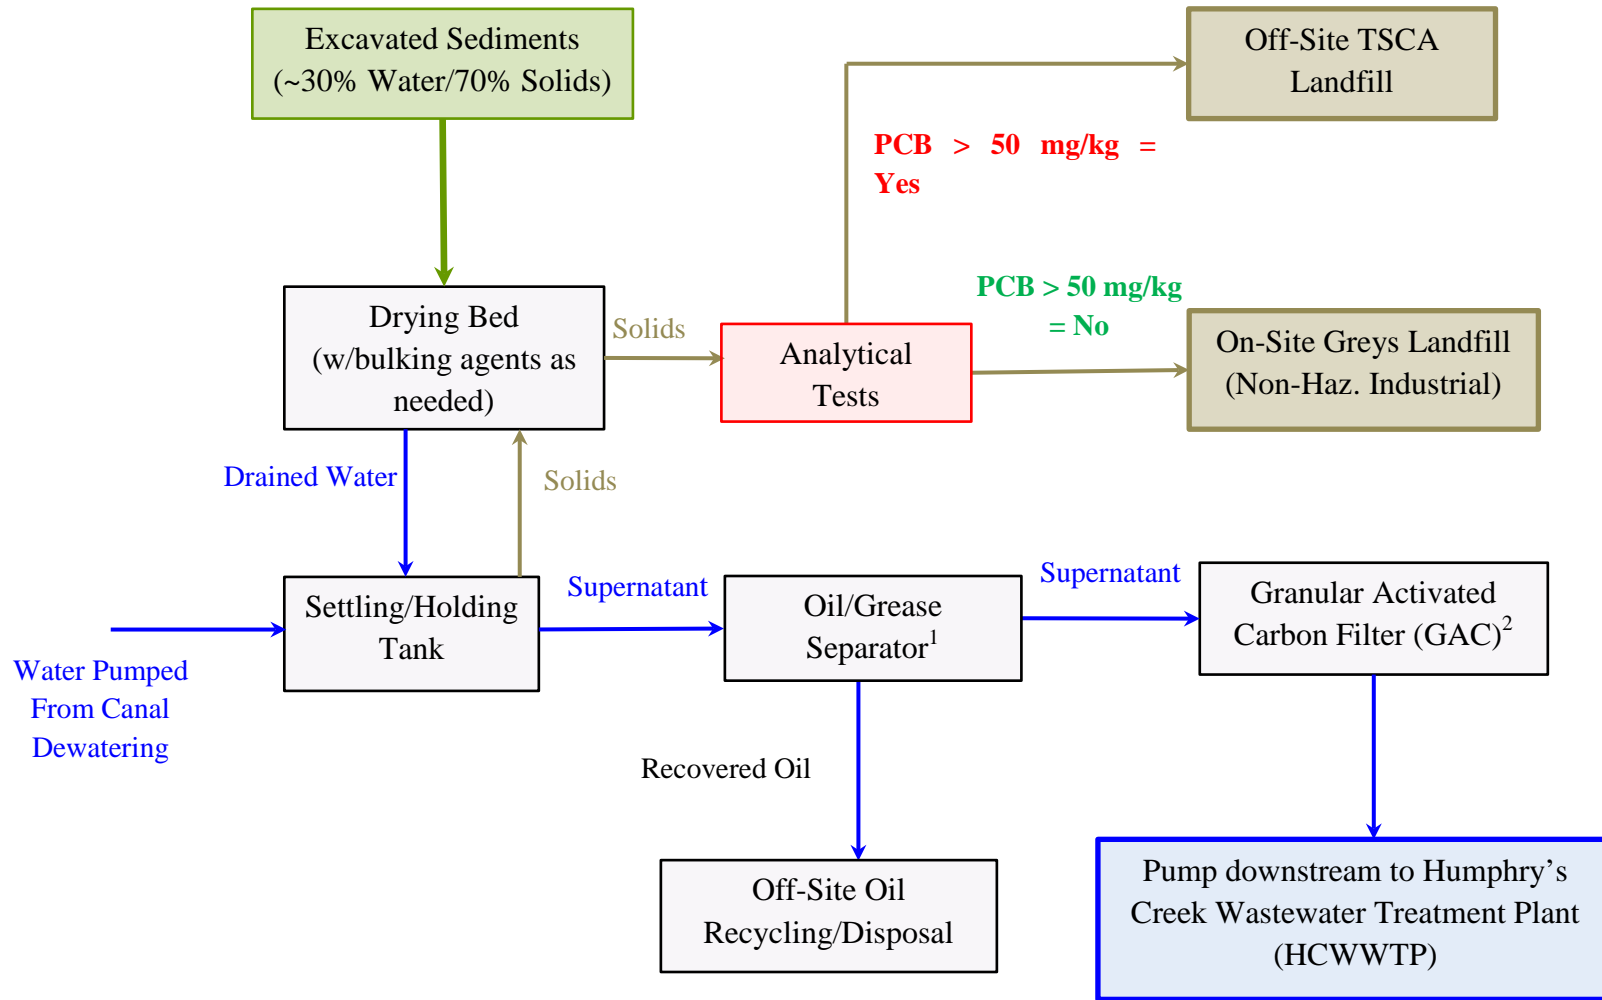 Excavated Sediments
(~30% Water/70% Solids)
Off-Site TSCA
Landfill
PCB > 50 mg/kg =
Yes
PCB > 50 mg/kg
= No
Drying Bed
(w/bulking agents as
needed)
Solids
Analytical
Tests
On-Site Greys Landfill
(Non-Haz. Industrial)
Drained Water
Solids
Settling/Holding
Tank
Supernatant
Oil/Grease
Separator¹
Supernatant
Granular Activated
Carbon Filter (GAC)²
Water Pumped
From Canal
Dewatering
Recovered Oil
Off-Site Oil
Recycling/Disposal
Pump downstream to Humphry’s
Creek Wastewater Treatment Plant
(HCWWTP)